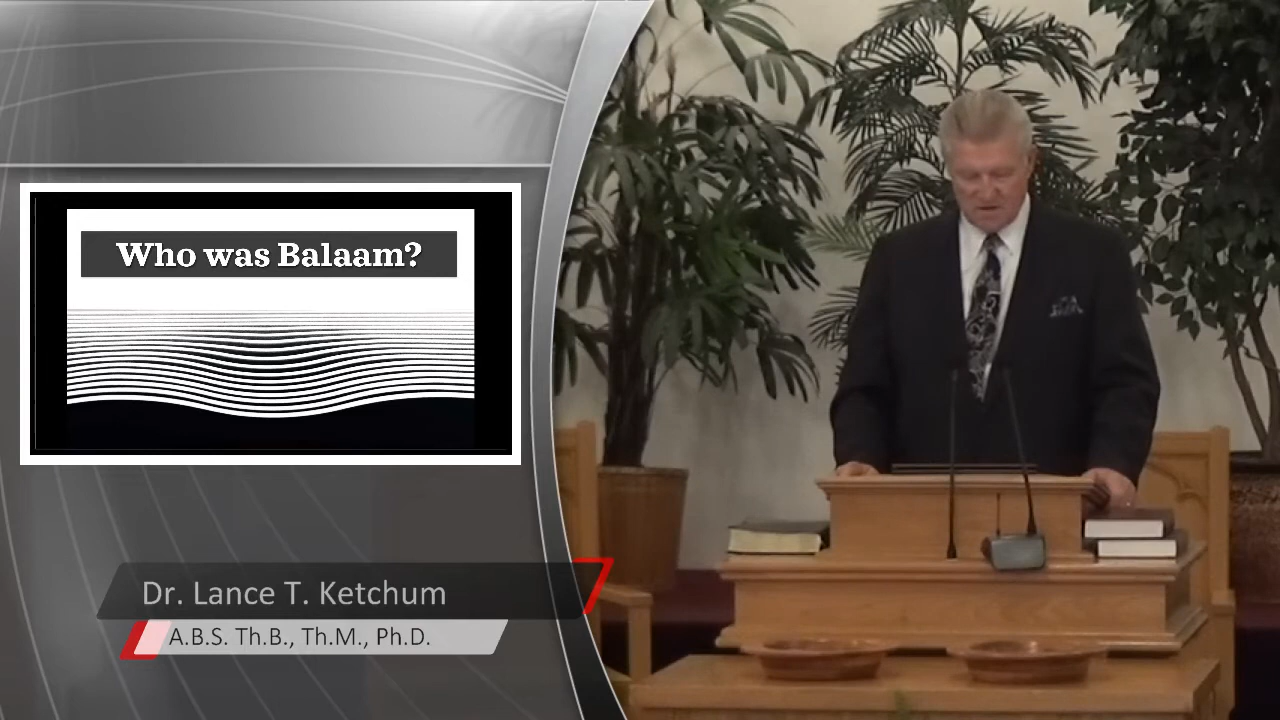 Who was Balaam?
Dr. Lance T. Ketchum
A.B.S. Th.B., Th.M., Ph.D.